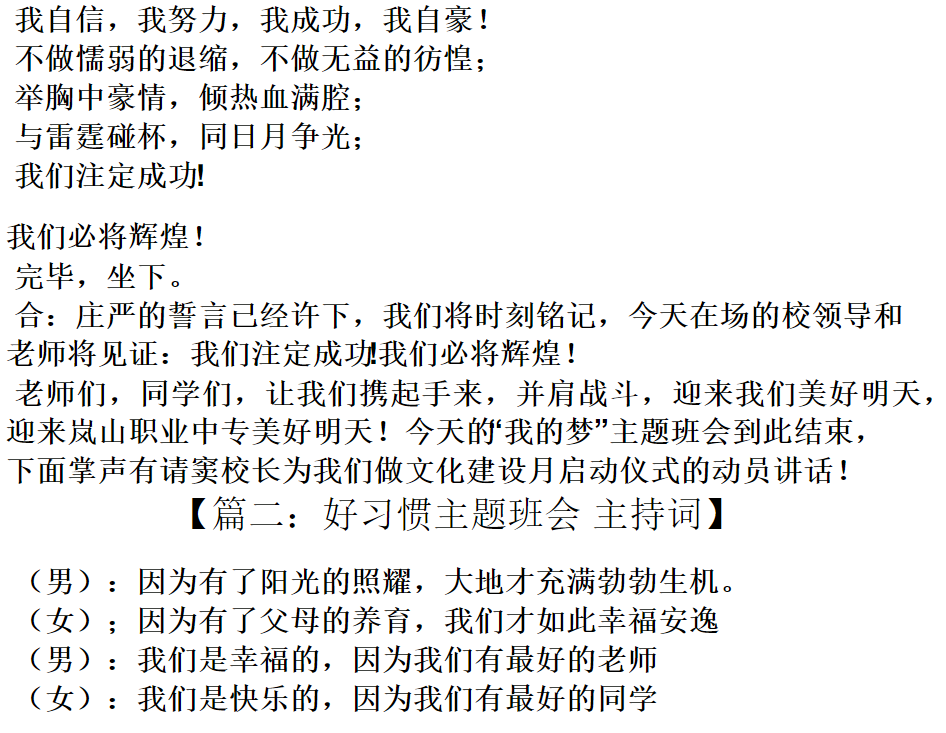 我自信，我努力，我成功，我自豪！
不做懦弱的退缩，不做无益的彷惶；
举胸中豪情，倾热血满腔；
与雷霆碰杯，同日月争光；
我们注定成功!
我们必将辉煌！
完毕，坐下。
合：庄严的誓言已经许下，我们将时刻铭记，今天在场的校领导和
老师将见证：我们注定成功!我们必将辉煌！
老师们，同学们，让我们携起手来，并肩战斗，迎来我们美好明天，
迎来岚山职业中专美好明天！今天的“我的梦”主题班会到此结束，
下面掌声有请窦校长为我们做文化建设月启动仪式的动员讲话！
【篇二：好习惯主题班会 主持词】
（男）：因为有了阳光的照耀，大地才充满勃勃生机。
（女）；因为有了父母的养育，我们才如此幸福安逸
（男）：我们是幸福的，因为我们有最好的老师
（女）：我们是快乐的，因为我们有最好的同学